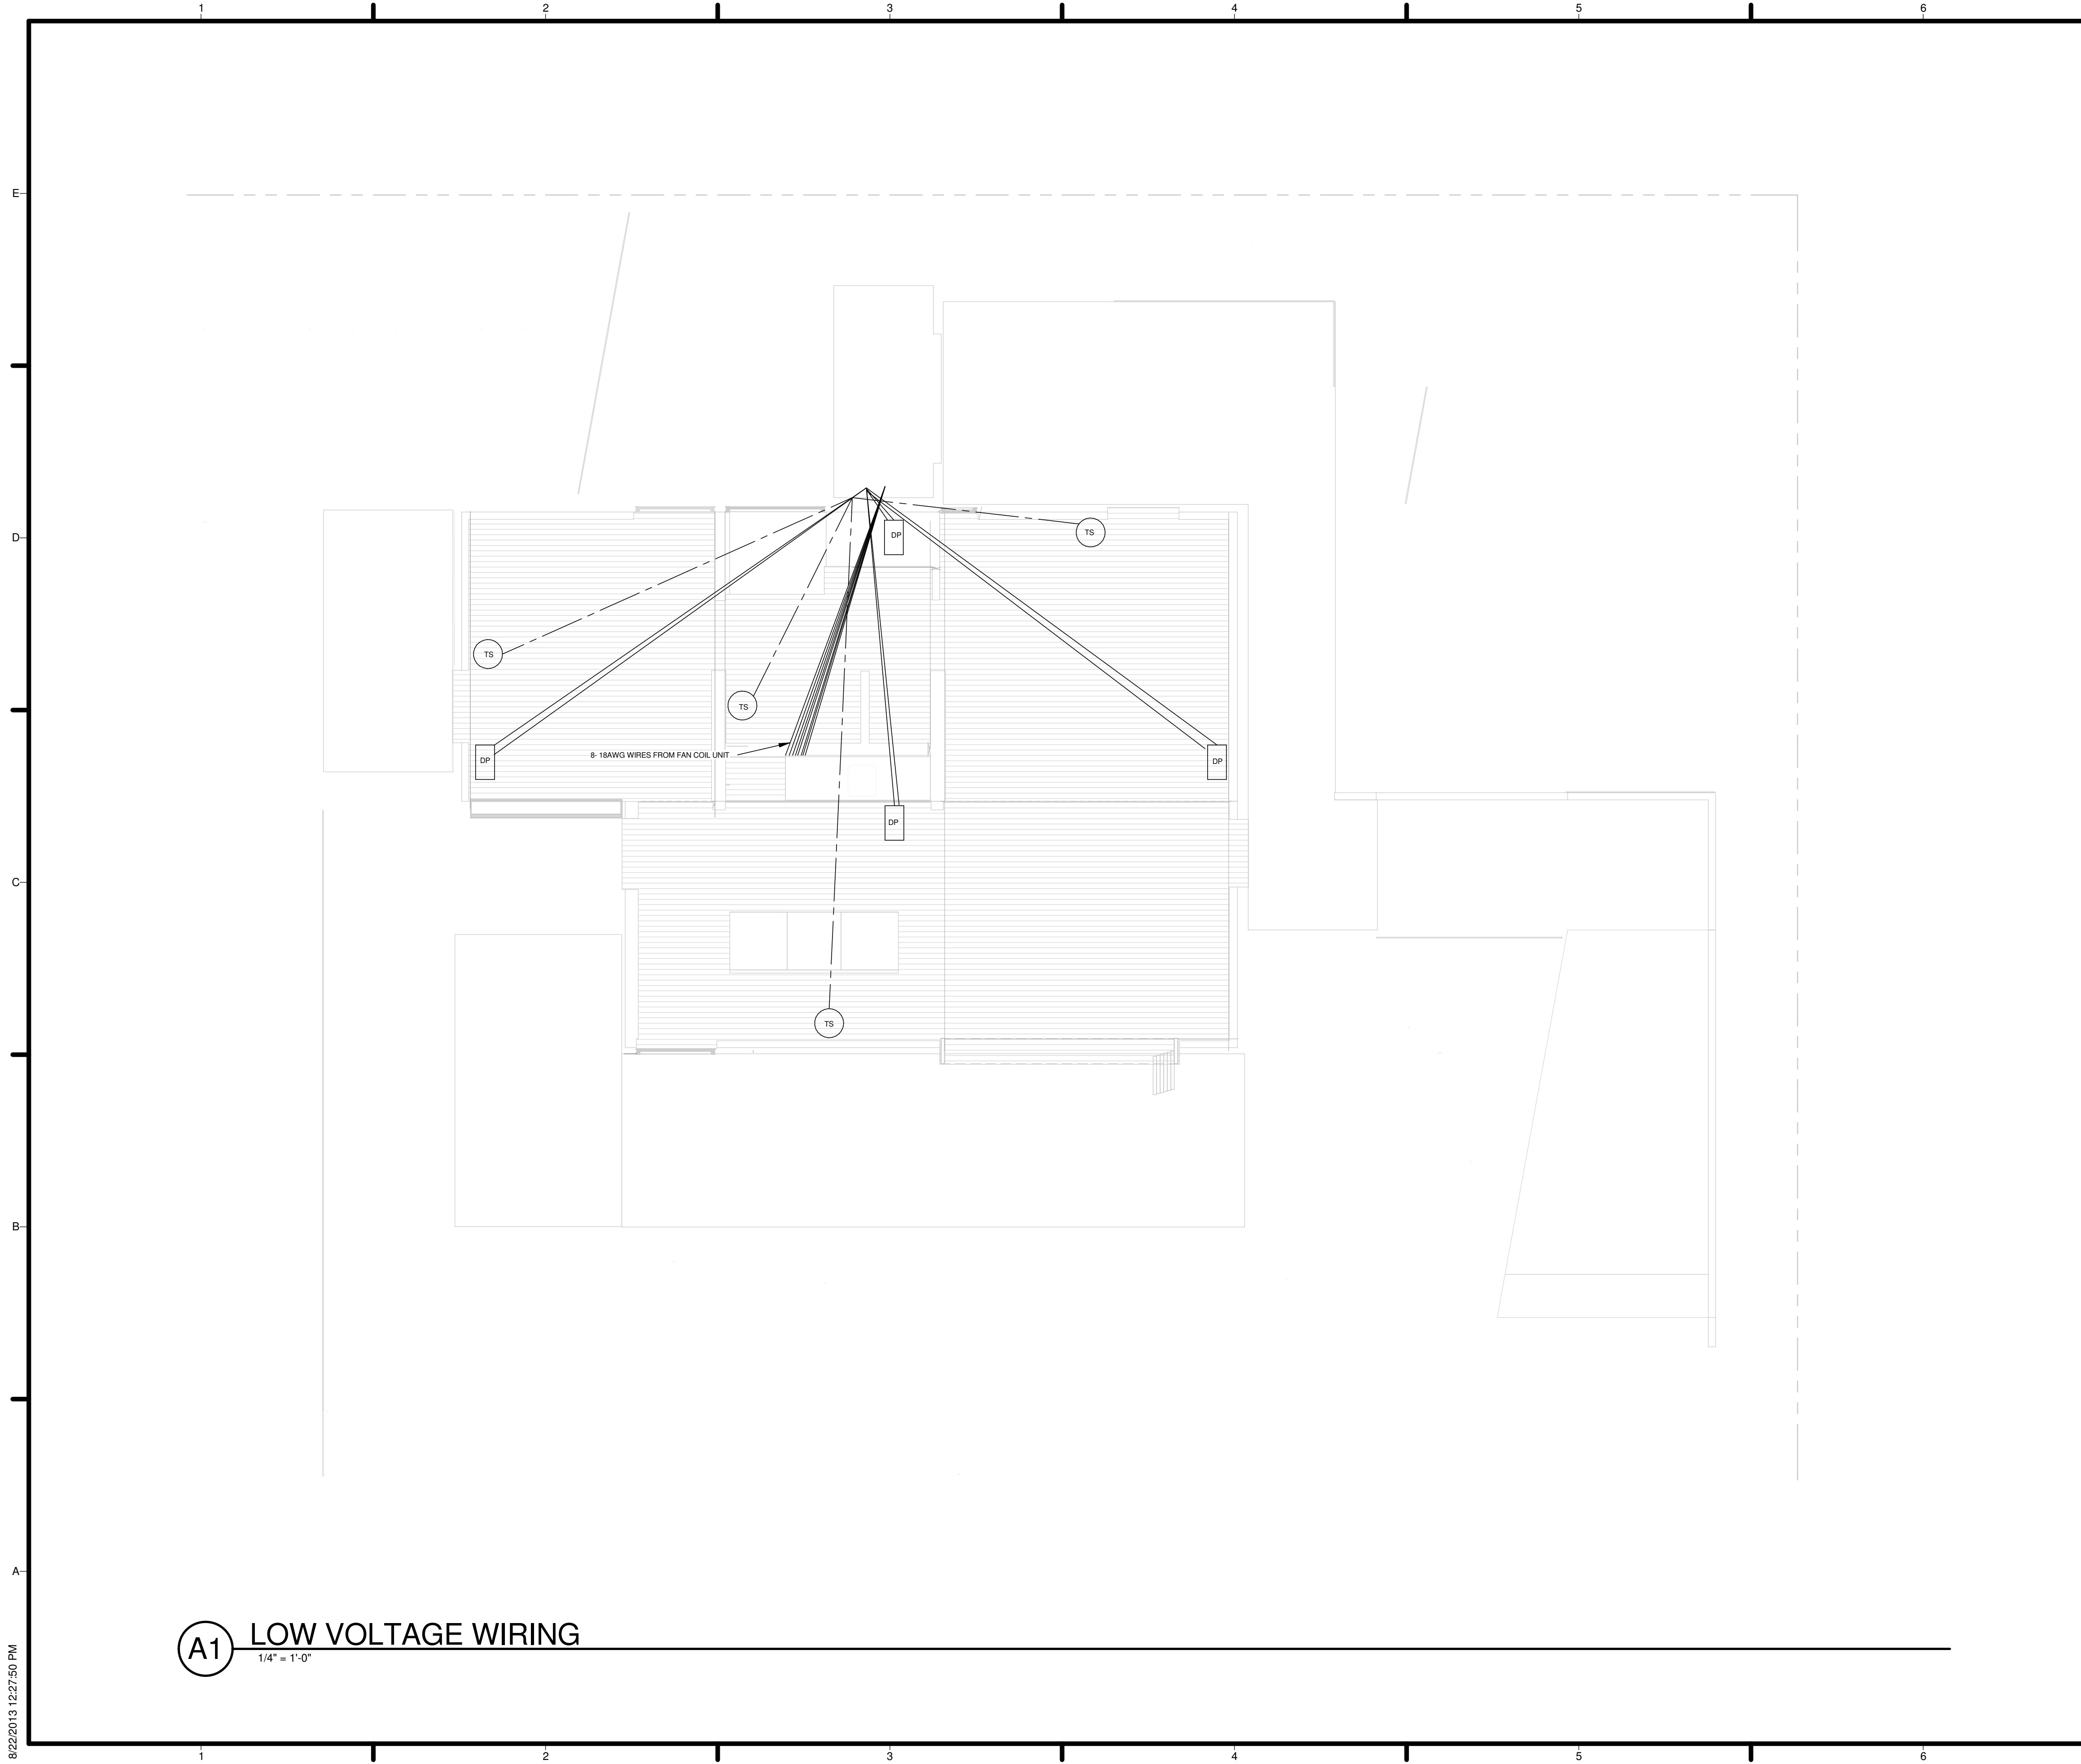 1 2 3 4 5 6
E
D
C
B
A
DP
TS
TS
TS
8- 18AWG WIRES FROM FAN COIL UNIT
DP
DP
DP
TS
A1
LOW VOLTAGE WIRING
1/4" = 1'-0"
8/22/2013 12:27:50 PM
1 2 3 4 5 6